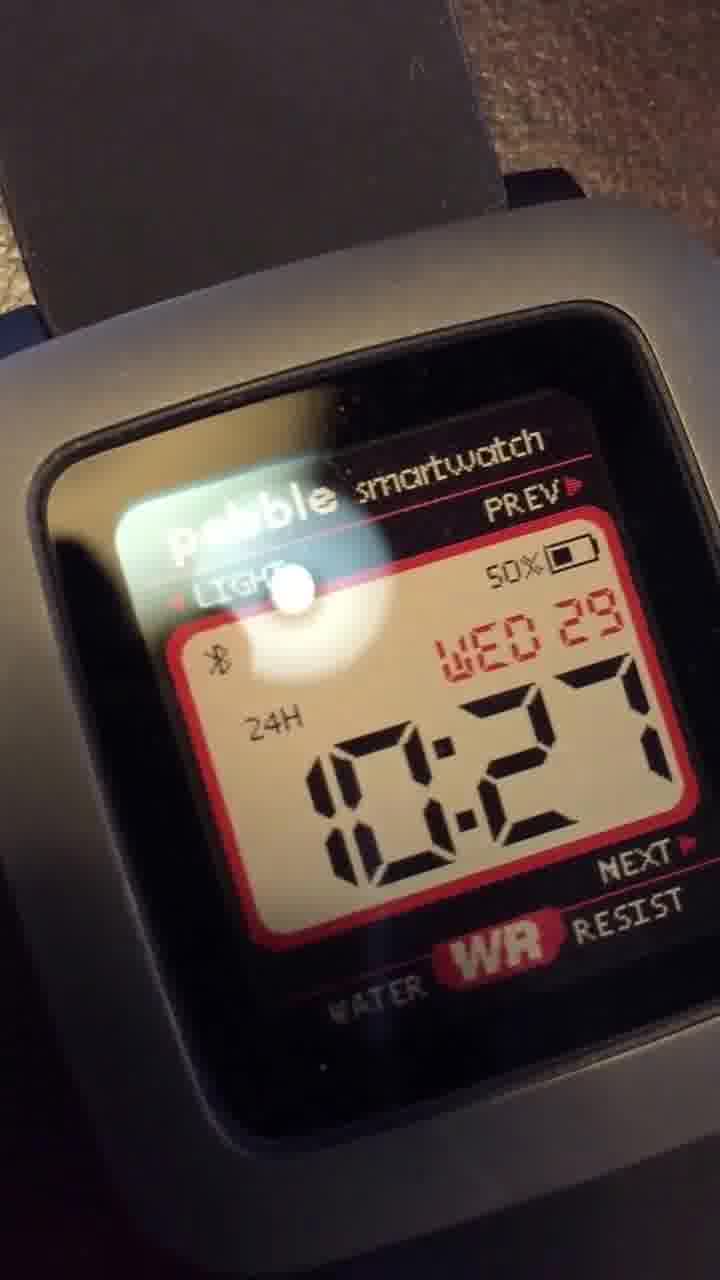 pebble smartwatch
PREV
LIGHT
50%
WED 29
24H
10:27
NEXT
WATER WR RESIST